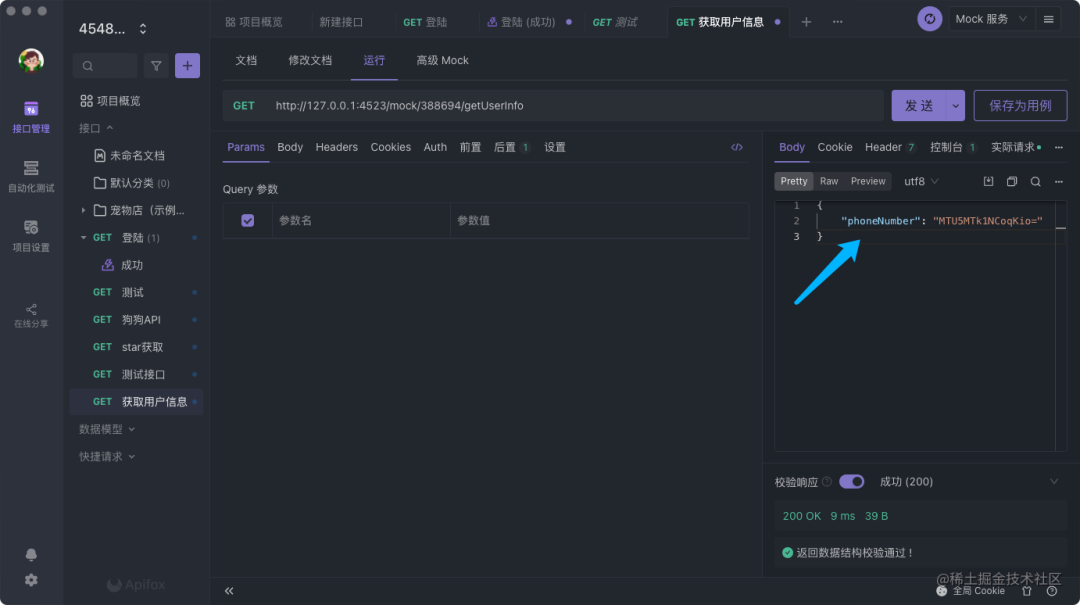 4548...
项目概览
新建接口
GET 登陆
登陆 (成功)
GET 测试
GET 获取用户信息
Mock 服务
文档
修改文档
运行
高级 Mock
项目概览
接口
未命名文档
默认分类 (0)
宠物店（示例...
GET 登陆 (1)
成功
GET 测试
GET 狗狗API
GET star获取
GET 测试接口
GET 获取用户信息
数据模型
快捷请求
接口管理
自动化测试
项目设置
在线分享
Apifox
GET http://127.0.0.1:4523/mock/388694/getUserInfo
发 送
保存为用例
Params Body Headers Cookies Auth 前置 后置 1 设置
</>
Query 参数
参数名 参数值
Body Cookie Header 7 控制台 1 实际请求
Pretty Raw Preview utf8
1 {
2 "phoneNumber": "MTU5MTk1NCoqKio="
3 }
校验响应 成功 (200)
200 OK 9 ms 39 B
返回数据结构校验通过！
@稀土掘金技术社区
全局 Cookie